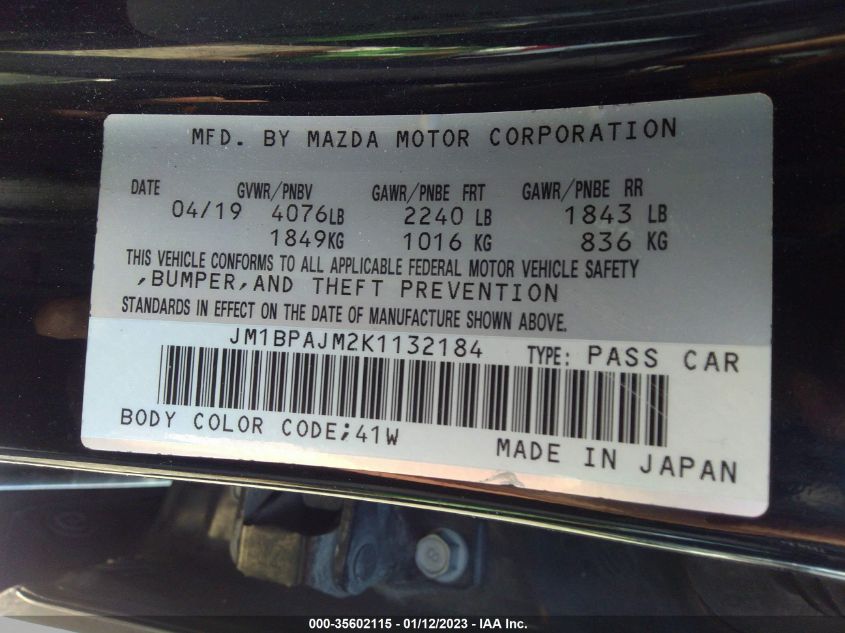 MFD. BY MAZDA MOTOR CORPORATION
DATE GVWR/PNBV GAWR/PNBE FRT GAWR/PNBE RR
04/19 4076LB 2240 LB 1843 LB
1849KG 1016 KG 836 KG
THIS VEHICLE CONFORMS TO ALL APPLICABLE FEDERAL MOTOR VEHICLE SAFETY
,BUMPER,AND THEFT PREVENTION
STANDARDS IN EFFECT ON THE DATE OF MANUFACTURE SHOWN ABOVE.
JM1BPAJM2K1132184 TYPE: PASS CAR
BODY COLOR CODE;41W
MADE IN JAPAN
000-35602115 - 01/12/2023 - IAA Inc.